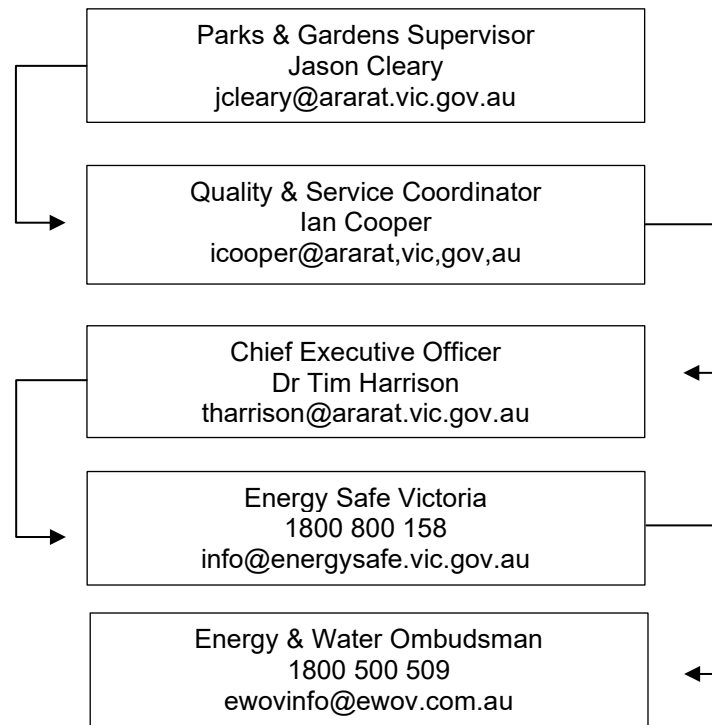 Parks & Gardens Supervisor
Jason Cleary
jcleary@ararat.vic.gov.au
Quality & Service Coordinator
Ian Cooper
icooper@ararat,vic,gov,au
Chief Executive Officer
Dr Tim Harrison
tharrison@ararat.vic.gov.au
Energy Safe Victoria
1800 800 158
info@energysafe.vic.gov.au
Energy & Water Ombudsman
1800 500 509
ewovinfo@ewov.com.au